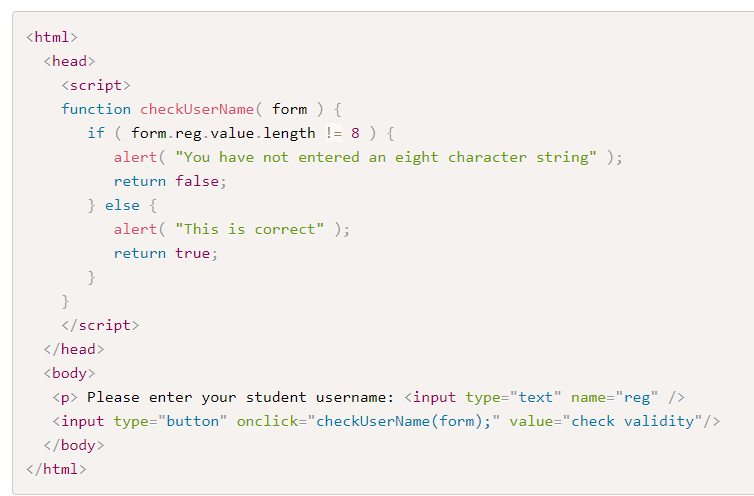 <html>
<head>
<script>
function checkUserName( form ) {
if ( form.reg.value.length != 8 ) {
alert( "You have not entered an eight character string" );
return false;
} else {
alert( "This is correct" );
return true;
}
}
</script>
</head>
<body>
<p> Please enter your student username: <input type="text" name="reg" />
<input type="button" onclick="checkUserName(form);" value="check validity"/>
</body>
</html>